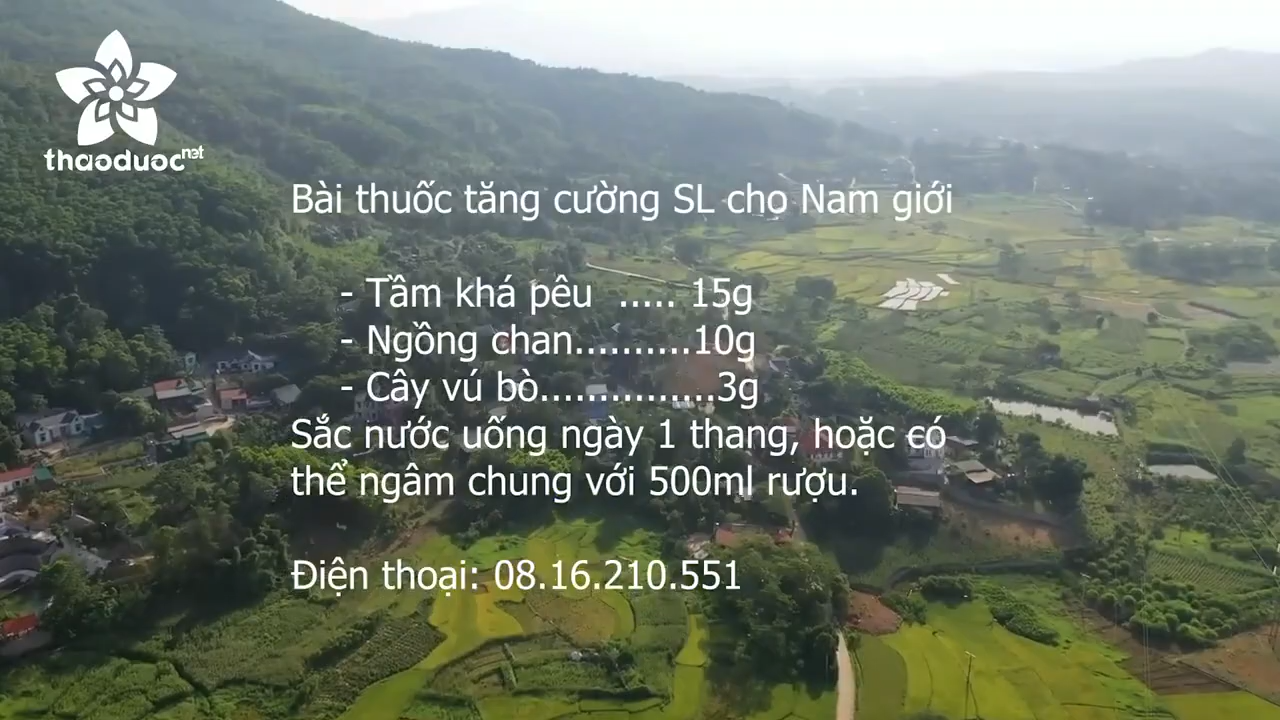 thaoduoc.net
Bài thuốc tăng cường SL cho Nam giới
- Tầm khá pêu ..... 15g
- Ngồng chan..........10g
- Cây vú bò...............3g
Sắc nước uống ngày 1 thang, hoặc có
thể ngâm chung với 500ml rượu.
Điện thoại: 08.16.210.551